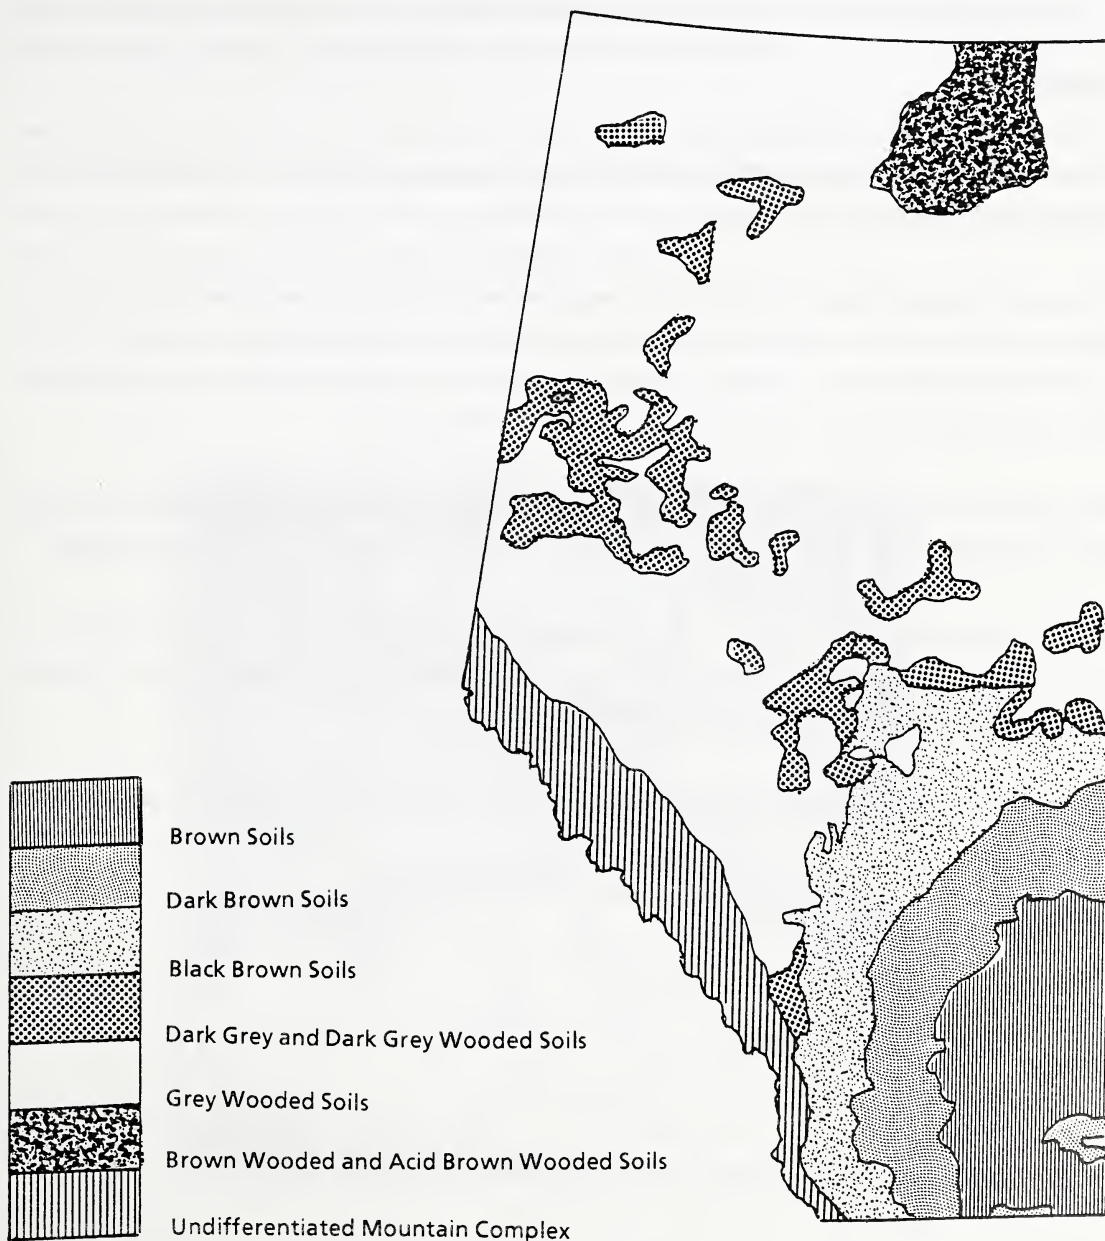 Brown Soils
Dark Brown Soils
Black Brown Soils
Dark Grey and Dark Grey Wooded Soils
Grey Wooded Soils
Brown Wooded and Acid Brown Wooded Soils
Undifferentiated Mountain Complex